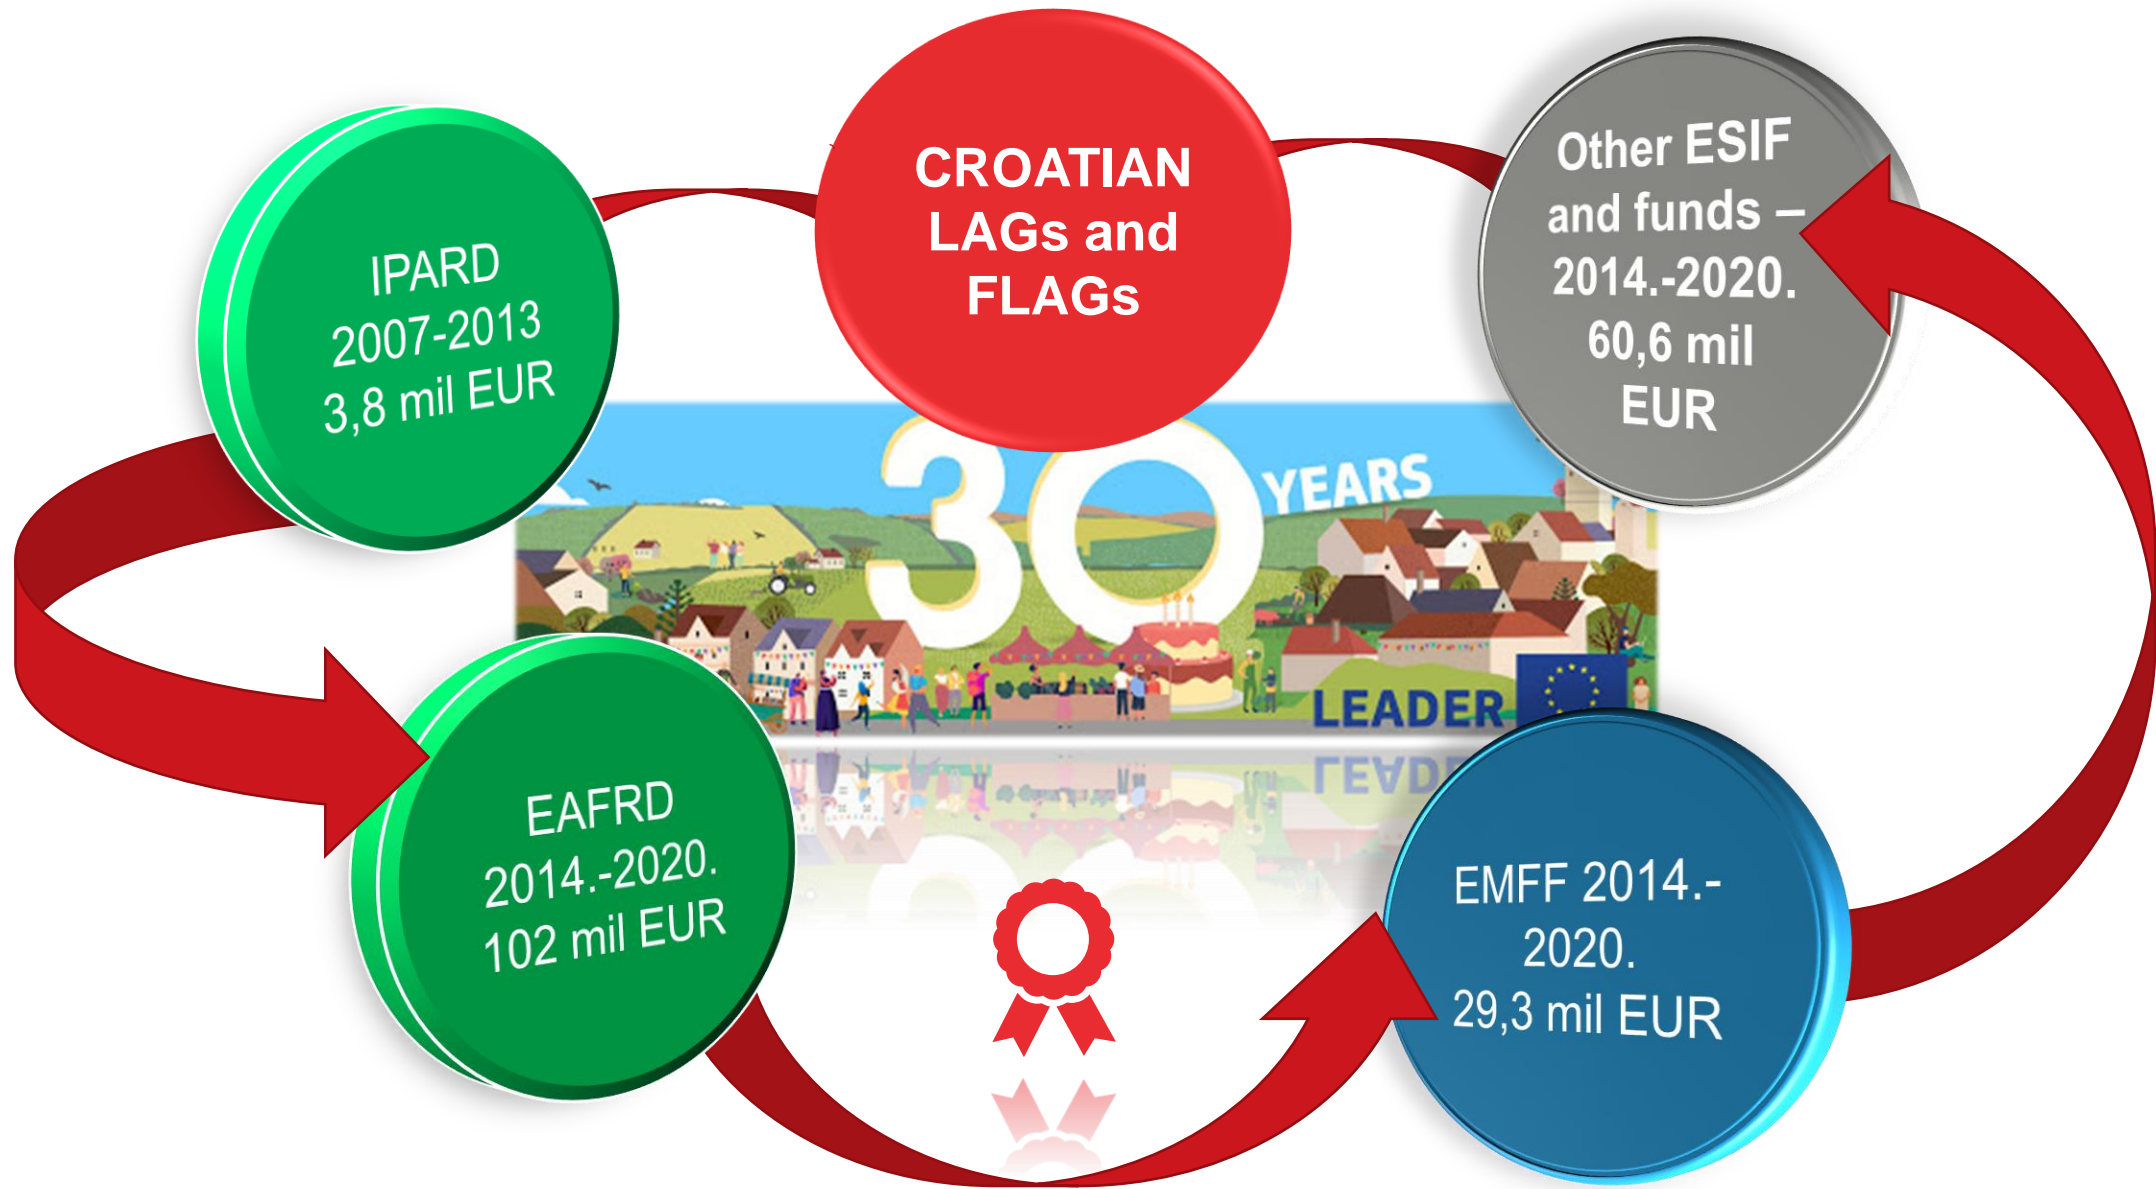 CROATIAN
LAGs and
FLAGs
IPARD
2007-2013
3,8 mil EUR
Other ESIF
and funds –
2014.-2020.
60,6 mil
EUR
30 YEARS
LEADER
EAFRD
2014.-2020.
102 mil EUR
EMFF 2014.-
2020.
29,3 mil EUR